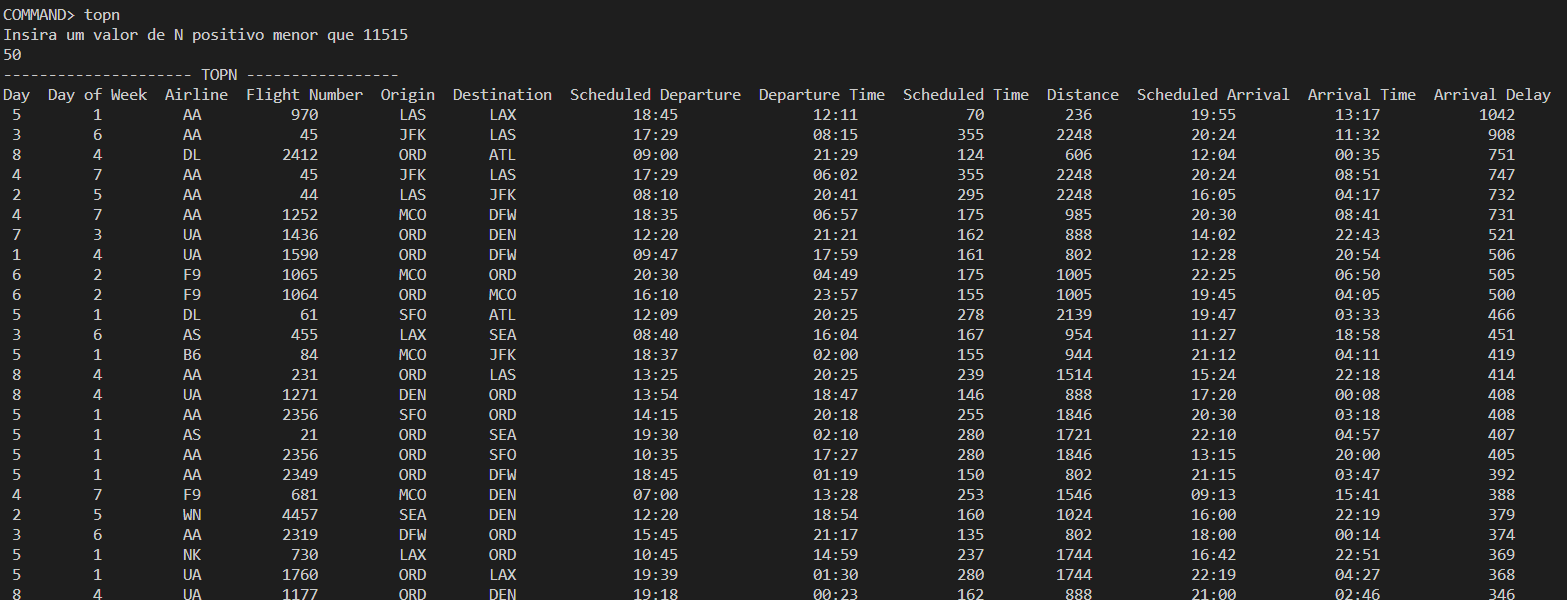 COMMAND> topn
Insira um valor de N positivo menor que 11515
50
--------------------- TOPN -----------------
Day  Day of Week  Airline  Flight Number  Origin  Destination  Scheduled Departure  Departure Time  Scheduled Time  Distance  Scheduled Arrival  Arrival Time  Arrival Delay
5 1 AA 970 LAS LAX 18:45 12:11 70 236 19:55 13:17 1042
3 6 AA 45 JFK LAS 17:29 08:15 355 2248 20:24 11:32 908
8 4 DL 2412 ORD ATL 09:00 21:29 124 606 12:04 00:35 751
4 7 AA 45 JFK LAS 17:29 06:02 355 2248 20:24 08:51 747
2 5 AA 44 LAS JFK 08:10 20:41 295 2248 16:05 04:17 732
4 7 AA 1252 MCO DFW 18:35 06:57 175 985 20:30 08:41 731
7 3 UA 1436 ORD DEN 12:20 21:21 162 888 14:02 22:43 521
1 4 UA 1590 ORD DFW 09:47 17:59 161 802 12:28 20:54 506
6 2 F9 1065 MCO ORD 20:30 04:49 175 1005 22:25 06:50 505
6 2 F9 1064 ORD MCO 16:10 23:57 155 1005 19:45 04:05 500
5 1 DL 61 SFO ATL 12:09 20:25 278 2139 19:47 03:33 466
3 6 AS 455 LAX SEA 08:40 16:04 167 954 11:27 18:58 451
5 1 B6 84 MCO JFK 18:37 02:00 155 944 21:12 04:11 419
8 4 AA 231 ORD LAS 13:25 20:25 239 1514 15:24 22:18 414
8 4 UA 1271 DEN ORD 13:54 18:47 146 888 17:20 00:08 408
5 1 AA 2356 SFO ORD 14:15 20:18 255 1846 20:30 03:18 408
5 1 AS 21 ORD SEA 19:30 02:10 280 1721 22:10 04:57 407
5 1 AA 2356 ORD SFO 10:35 17:27 280 1846 13:15 20:00 405
5 1 AA 2349 ORD DFW 18:45 01:19 150 802 21:15 03:47 392
4 7 F9 681 MCO DEN 07:00 13:28 253 1546 09:13 15:41 388
2 5 WN 4457 SEA DEN 12:20 18:54 160 1024 16:00 22:19 379
3 6 AA 2319 DFW ORD 15:45 21:17 135 802 18:00 00:14 374
5 1 NK 730 LAX ORD 10:45 14:59 237 1744 16:42 22:51 369
5 1 UA 1760 ORD LAX 19:39 01:30 280 1744 22:19 04:27 368
8 4 UA 1177 ORD DEN 19:18 00:23 162 888 21:00 02:46 346